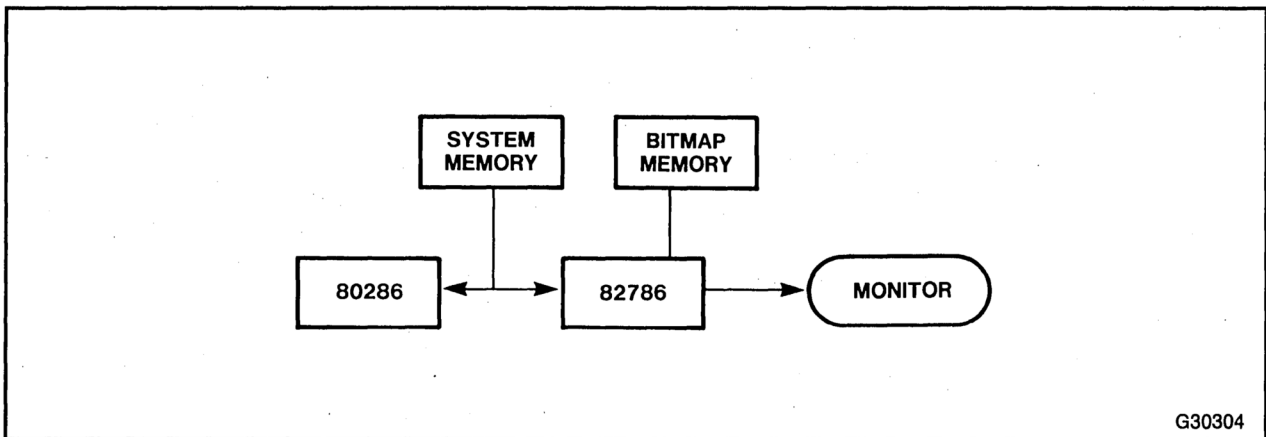 SYSTEM
MEMORY
BITMAP
MEMORY
80286
82786
MONITOR
G30304